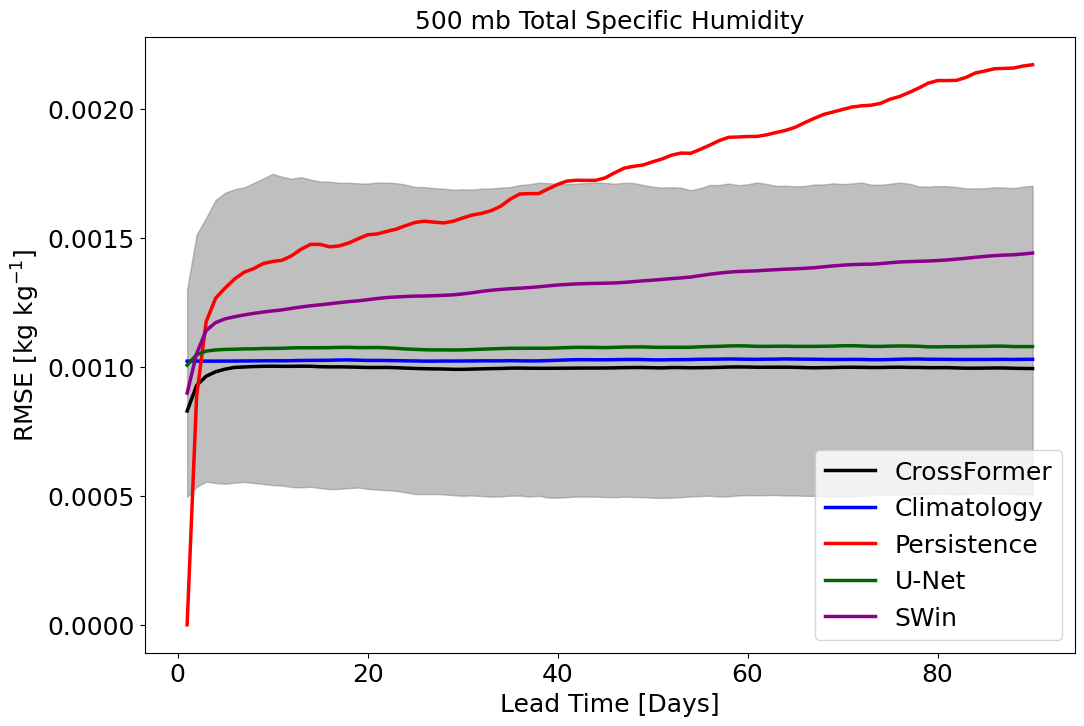 500 mb Total Specific Humidity
RMSE [kg kg⁻¹]
0.0020
0.0015
0.0010
0.0005
0.0000
CrossFormer
Climatology
Persistence
U-Net
SWin
0 20 40 60 80
Lead Time [Days]